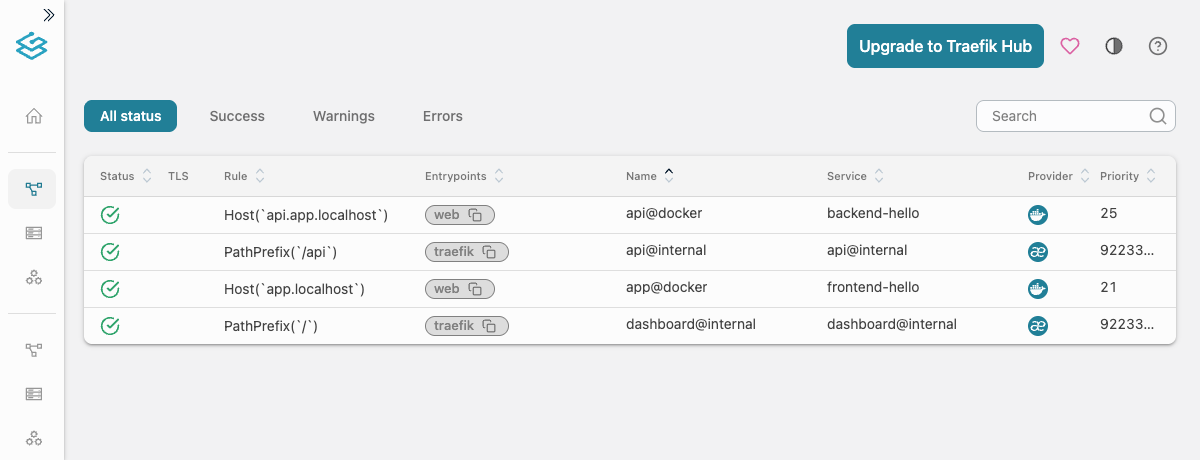 Upgrade to Traefik Hub
All status Success Warnings Errors Search
Status TLS Rule Entrypoints Name Service Provider Priority
Host(`api.app.localhost`) web api@docker backend-hello 25
PathPrefix(`/api`) traefik api@internal api@internal 92233...
Host(`app.localhost`) web app@docker frontend-hello 21
PathPrefix(`/`) traefik dashboard@internal dashboard@internal 92233...